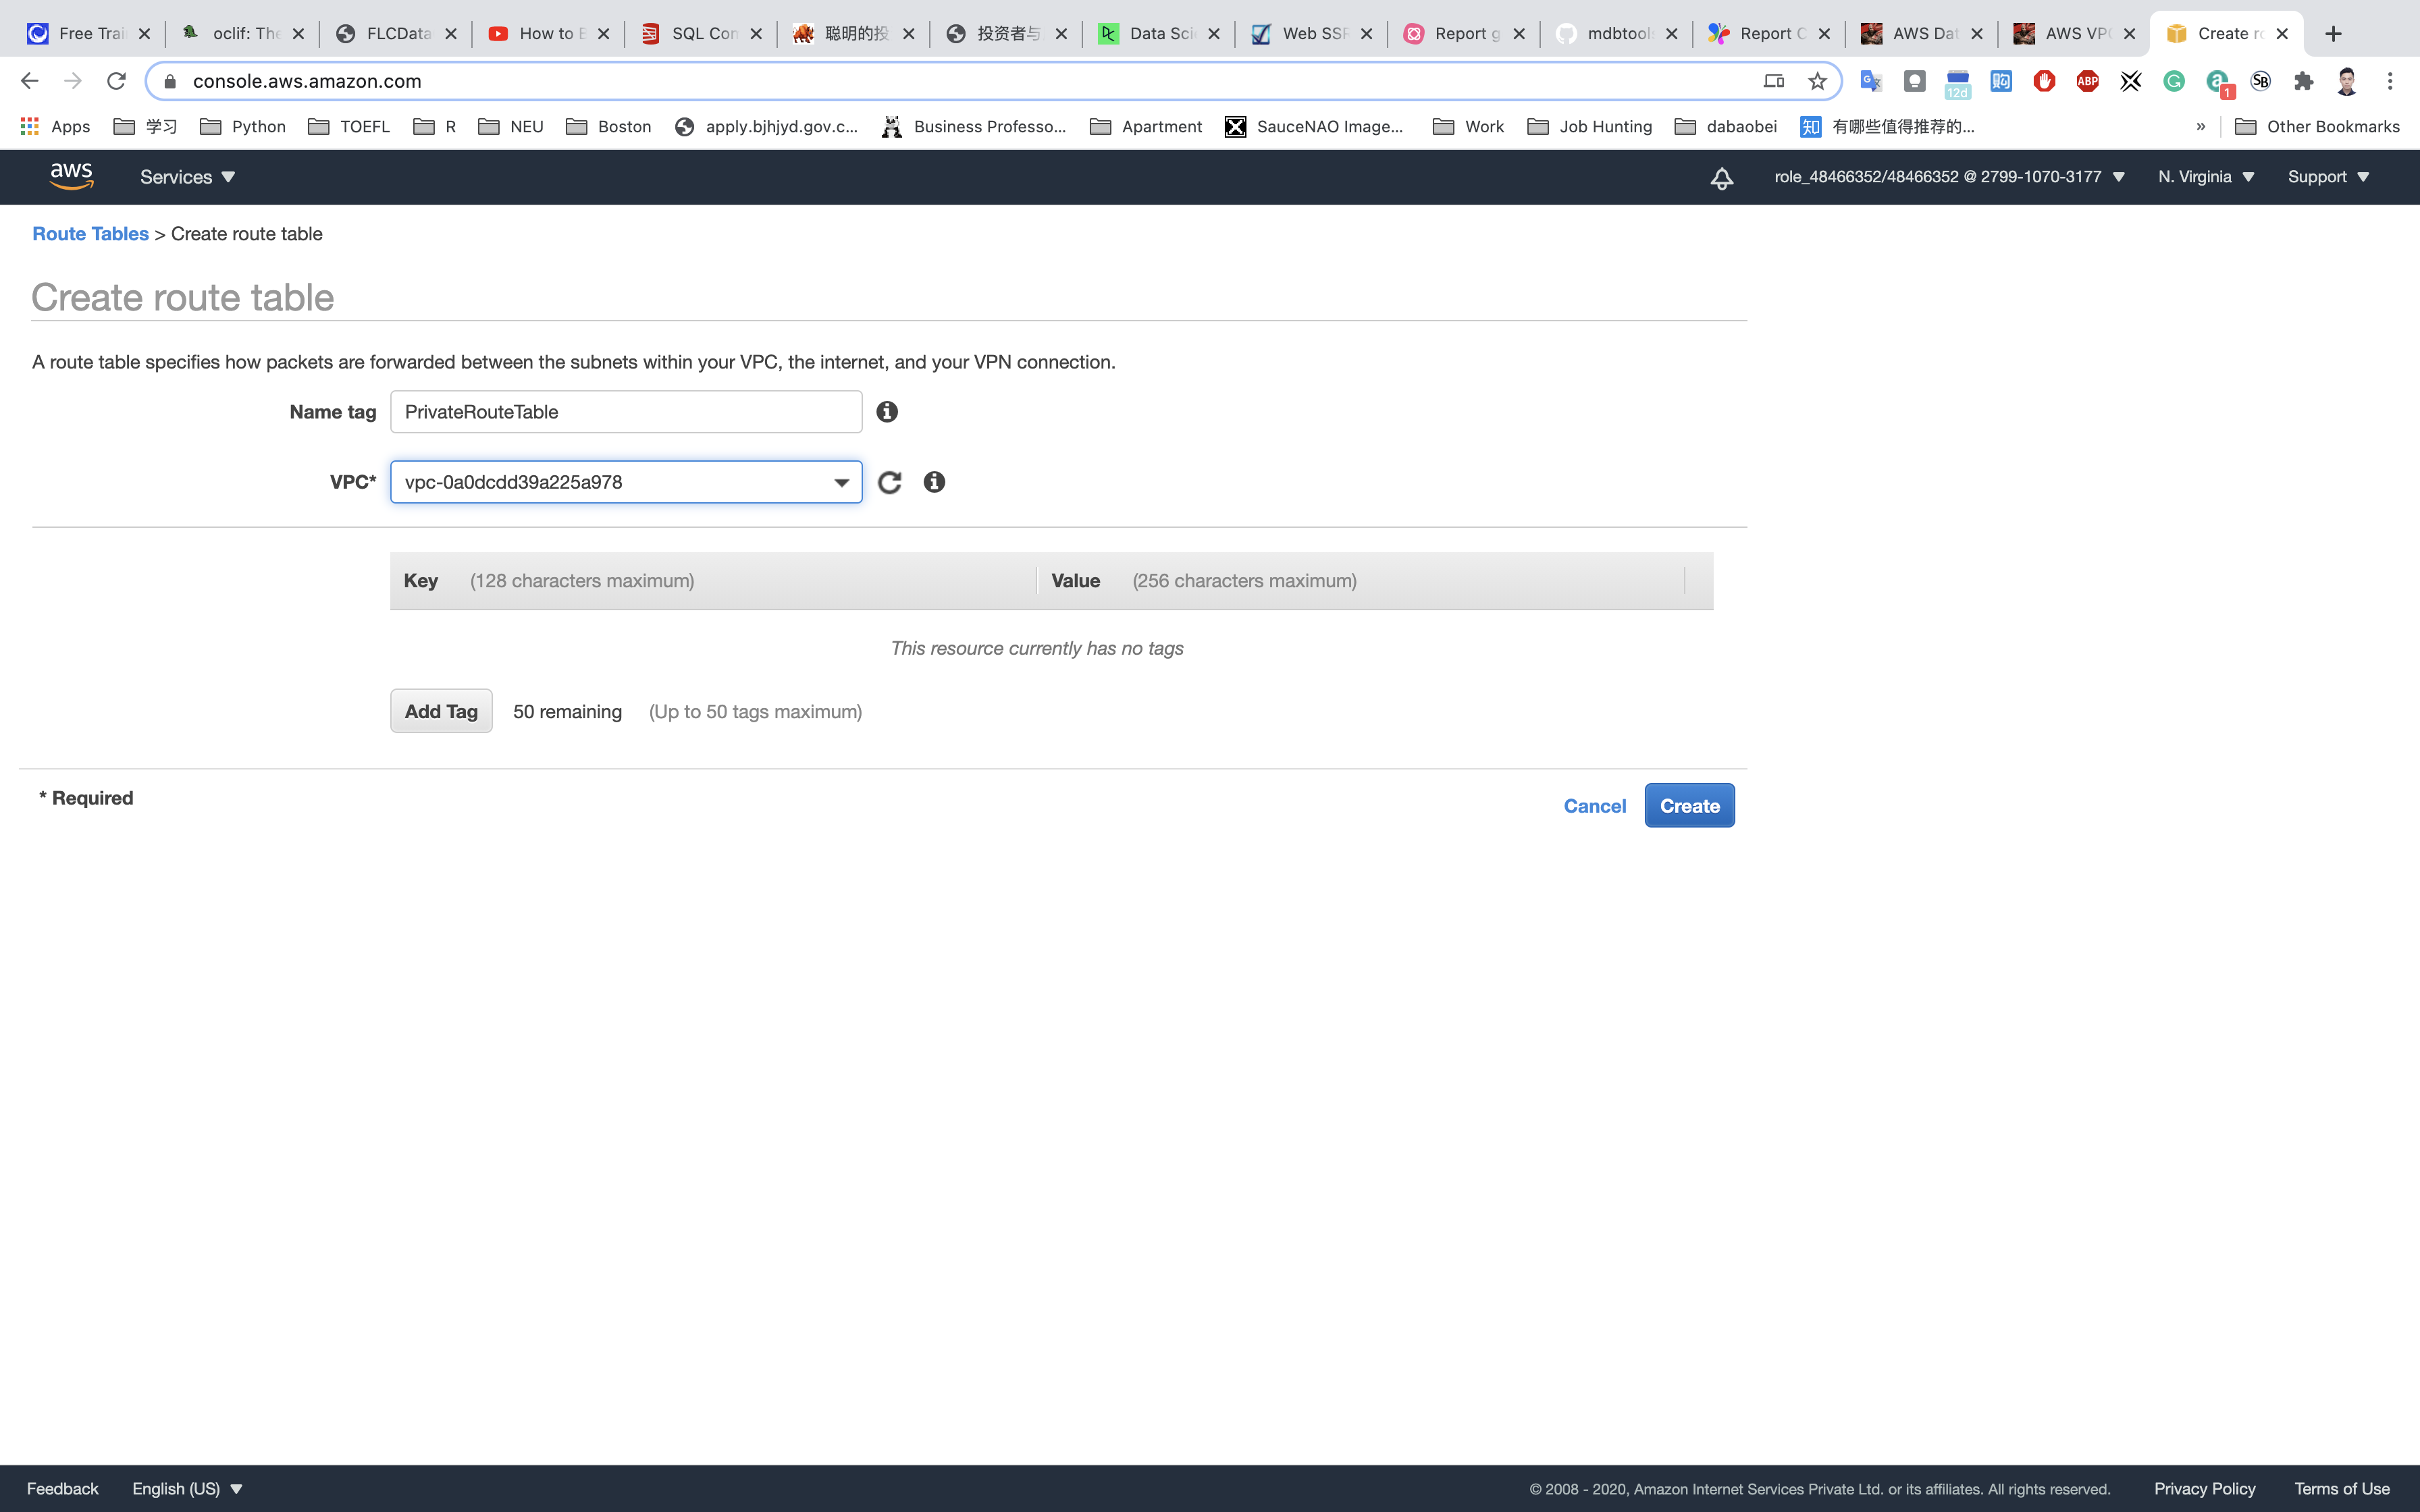 Free Trai
oclif: The
FLCData
How to E
SQL Con
聪明的投
投资者与
Data Sci
Web SSR
Report g
mdbtools
Report C
AWS Dat
AWS VPC
Create ro
console.aws.amazon.com
12d
ABP
1
SB
Apps
学习
Python
TOEFL
R
NEU
Boston
apply.bjhjyd.gov.c...
Business Professo...
Apartment
SauceNAO Image...
Work
Job Hunting
dabaobei
知
有哪些值得推荐的...
»
Other Bookmarks
aws
Services
role_48466352/48466352 @ 2799-1070-3177
N. Virginia
Support
Route Tables > Create route table
Create route table
A route table specifies how packets are forwarded between the subnets within your VPC, the internet, and your VPN connection.
Name tag
PrivateRouteTable
VPC*
vpc-0a0dcdd39a225a978
Key (128 characters maximum)
Value (256 characters maximum)
This resource currently has no tags
Add Tag
50 remaining
(Up to 50 tags maximum)
* Required
Cancel
Create
Feedback
English (US)
© 2008 - 2020, Amazon Internet Services Private Ltd. or its affiliates. All rights reserved.
Privacy Policy
Terms of Use